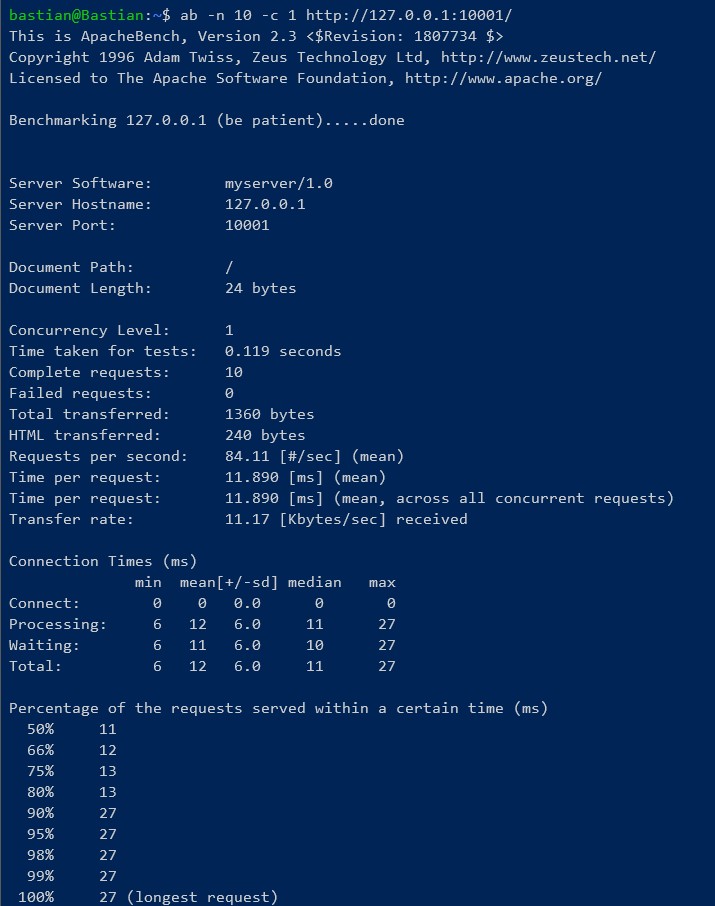 bastian@Bastian:~$ ab -n 10 -c 1 http://127.0.0.1:10001/
This is ApacheBench, Version 2.3 <$Revision: 1807734 $>
Copyright 1996 Adam Twiss, Zeus Technology Ltd, http://www.zeustech.net/
Licensed to The Apache Software Foundation, http://www.apache.org/

Benchmarking 127.0.0.1 (be patient).....done


Server Software:        myserver/1.0
Server Hostname:        127.0.0.1
Server Port:            10001

Document Path:          /
Document Length:        24 bytes

Concurrency Level:      1
Time taken for tests:   0.119 seconds
Complete requests:      10
Failed requests:        0
Total transferred:      1360 bytes
HTML transferred:       240 bytes
Requests per second:    84.11 [#/sec] (mean)
Time per request:       11.890 [ms] (mean)
Time per request:       11.890 [ms] (mean, across all concurrent requests)
Transfer rate:          11.17 [Kbytes/sec] received

Connection Times (ms)
              min  mean[+/-sd] median   max
Connect:        0    0   0.0      0       0
Processing:     6   12   6.0     11      27
Waiting:        6   11   6.0     10      27
Total:          6   12   6.0     11      27

Percentage of the requests served within a certain time (ms)
  50%     11
  66%     12
  75%     13
  80%     13
  90%     27
  95%     27
  98%     27
  99%     27
 100%     27 (longest request)